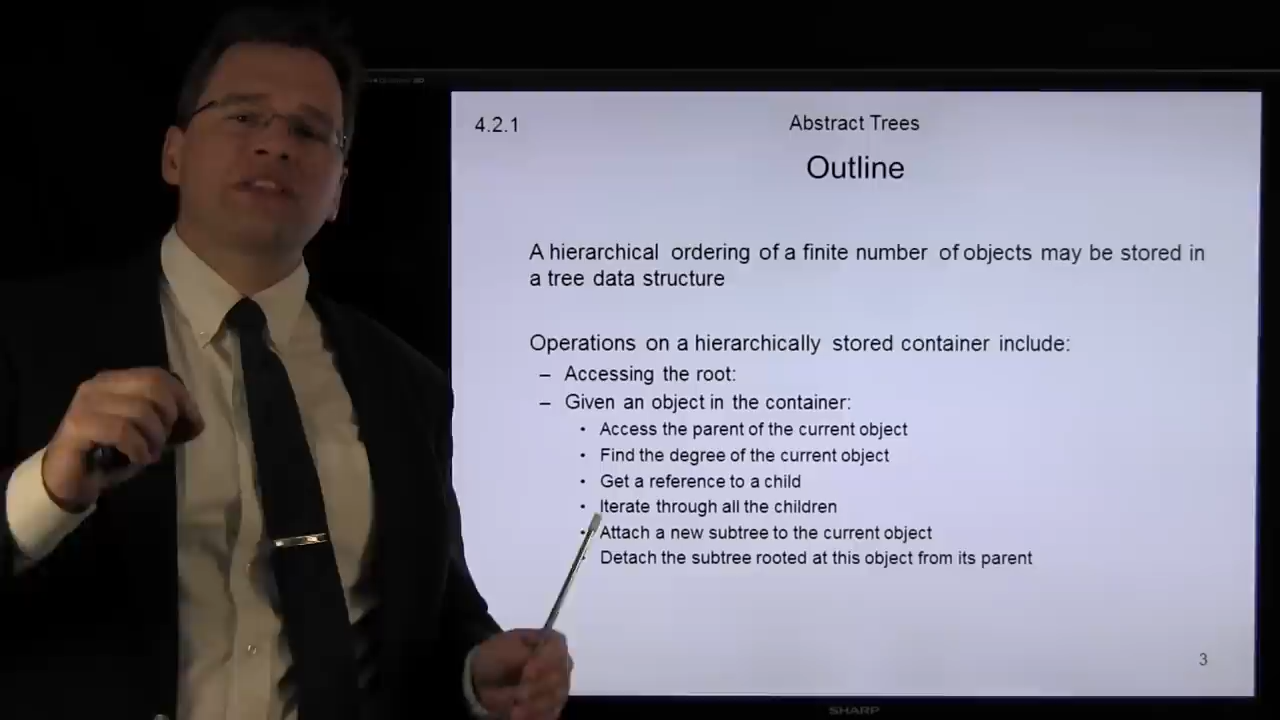 4.2.1
Abstract Trees
Outline
A hierarchical ordering of a finite number of objects may be stored in
a tree data structure
Operations on a hierarchically stored container include:
– Accessing the root:
– Given an object in the container:
• Access the parent of the current object
• Find the degree of the current object
• Get a reference to a child
• Iterate through all the children
• Attach a new subtree to the current object
• Detach the subtree rooted at this object from its parent
3
SHARP